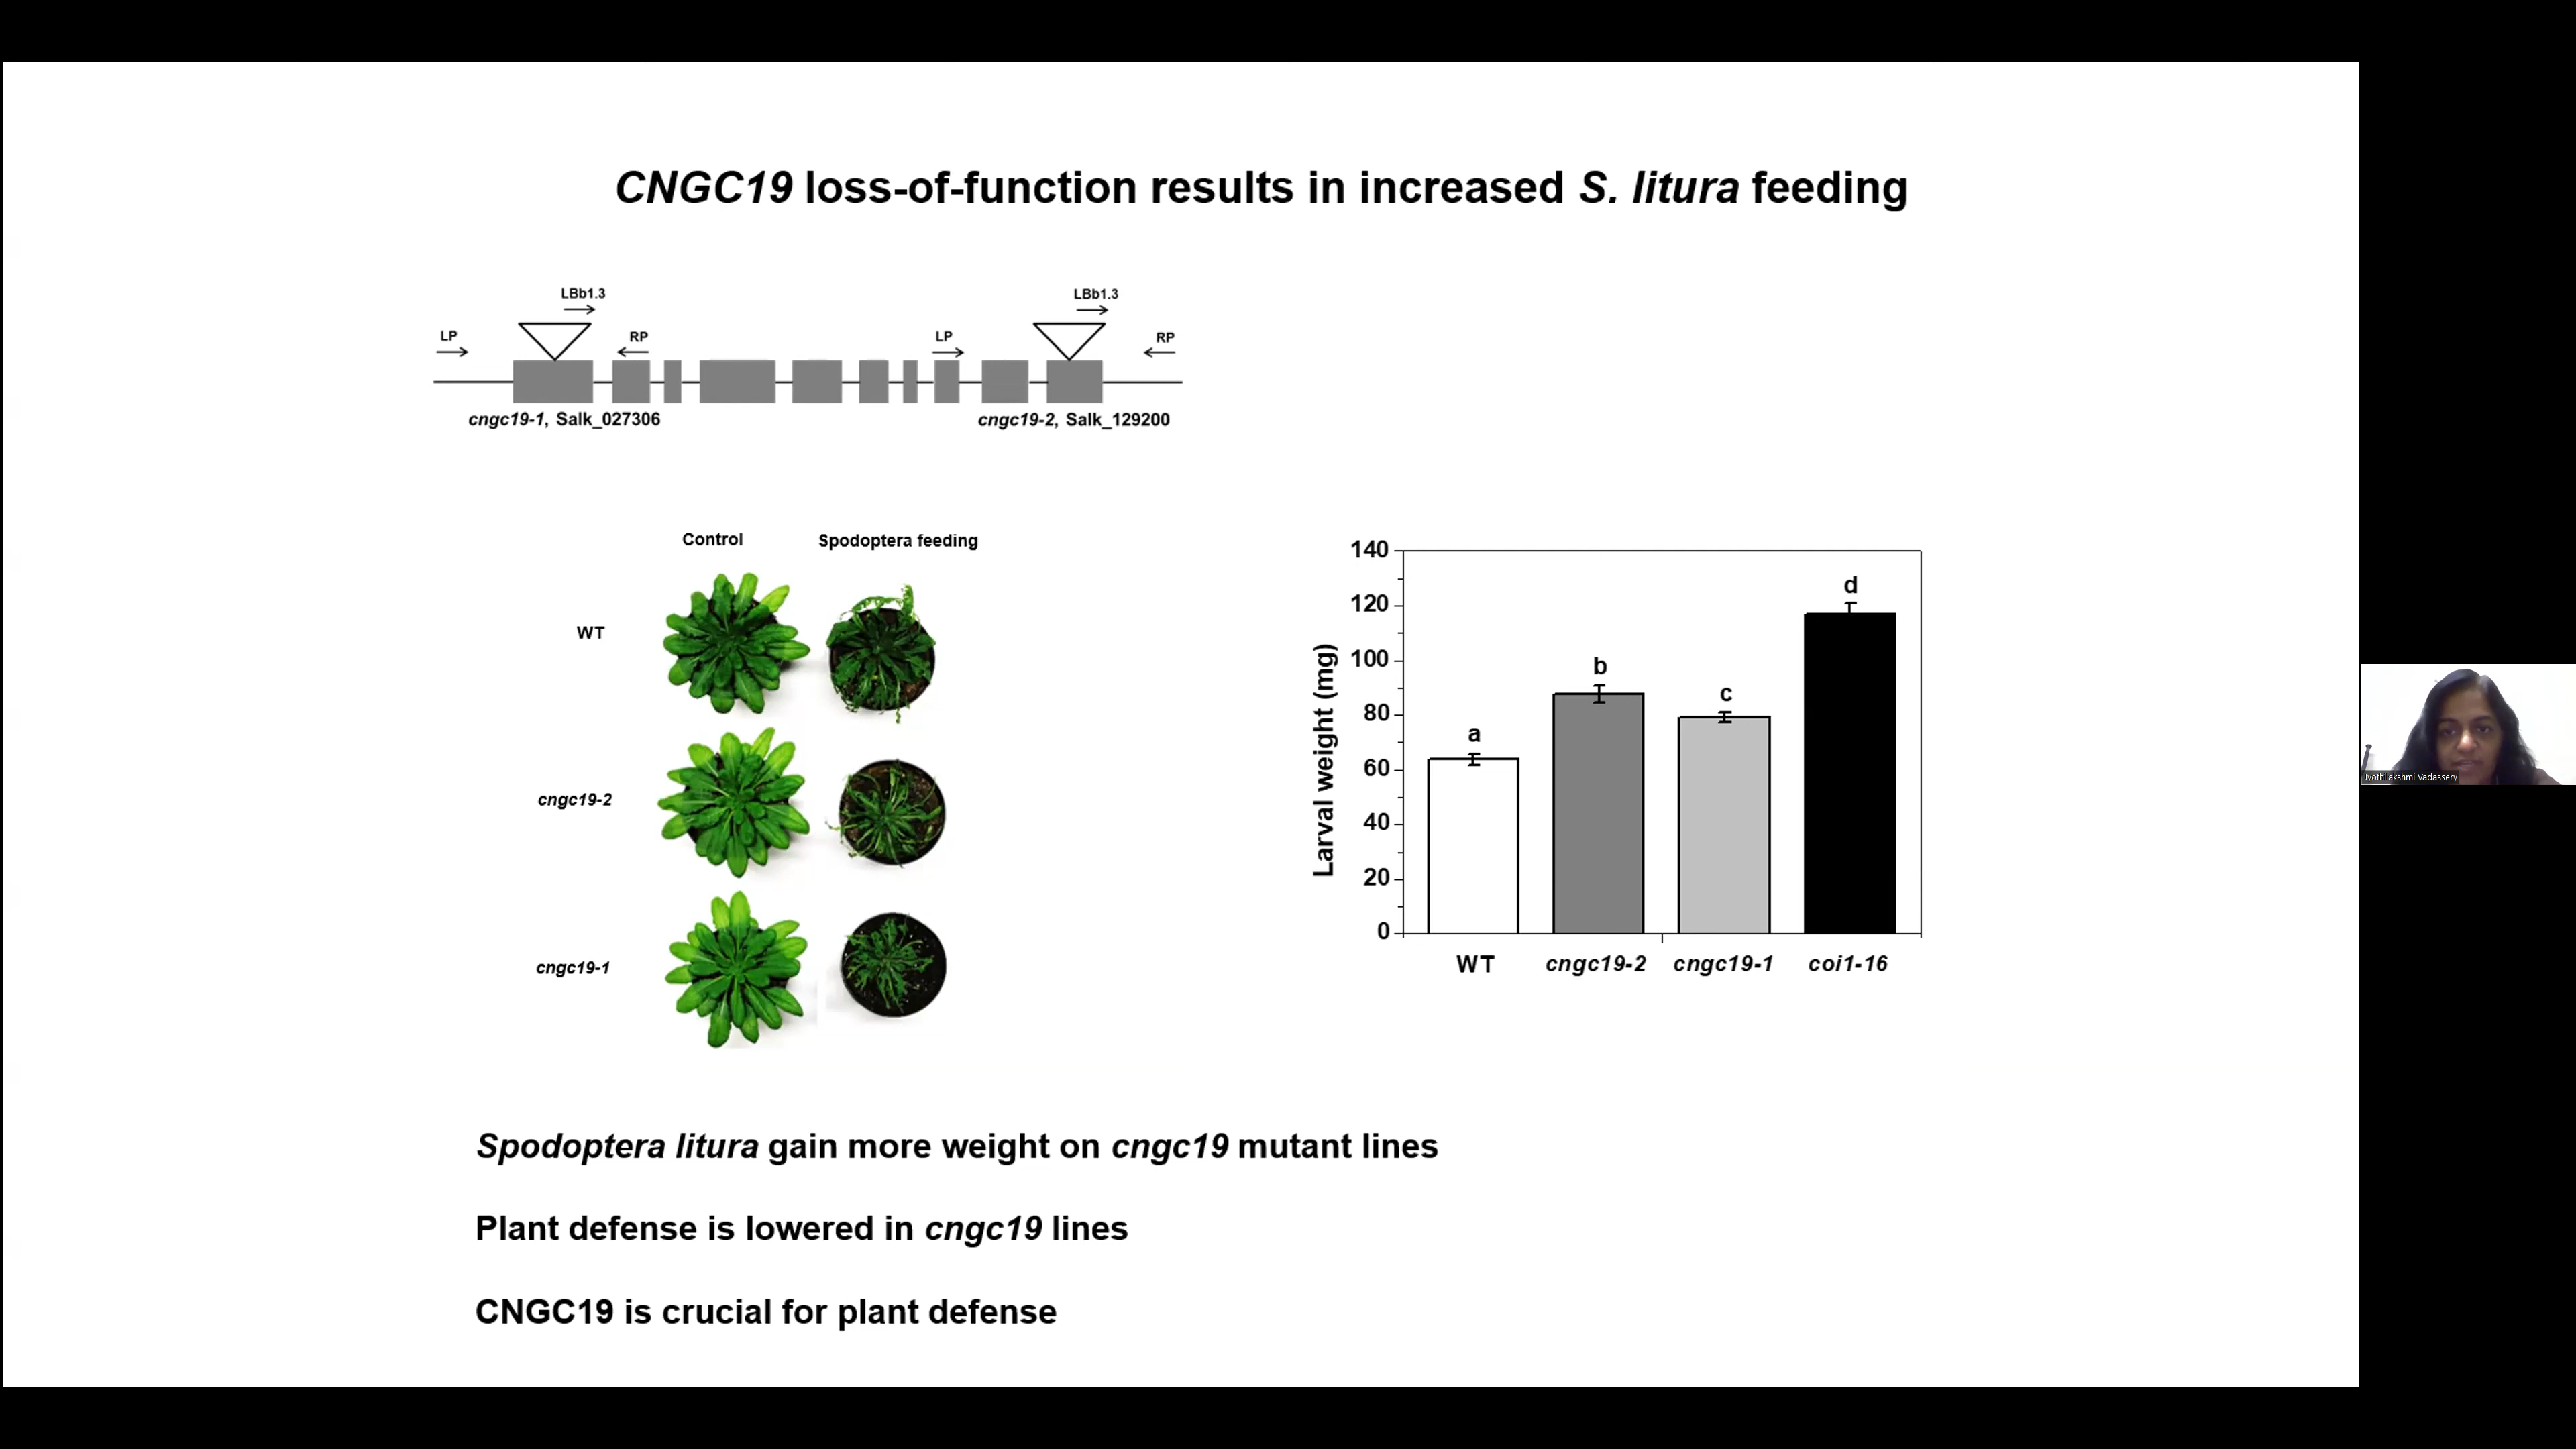 CNGC19 loss-of-function results in increased S. litura feeding
LBb1.3
LBb1.3
LP
RP
LP
RP
cngc19-1, Salk_027306
cngc19-2, Salk_129200
Control
Spodoptera feeding
WT
cngc19-2
cngc19-1
Larval weight (mg)
140
120
100
80
60
40
20
0
a
b
c
d
WT
cngc19-2
cngc19-1
coi1-16
Jyothilakshmi Vadassery
Spodoptera litura gain more weight on cngc19 mutant lines
Plant defense is lowered in cngc19 lines
CNGC19 is crucial for plant defense